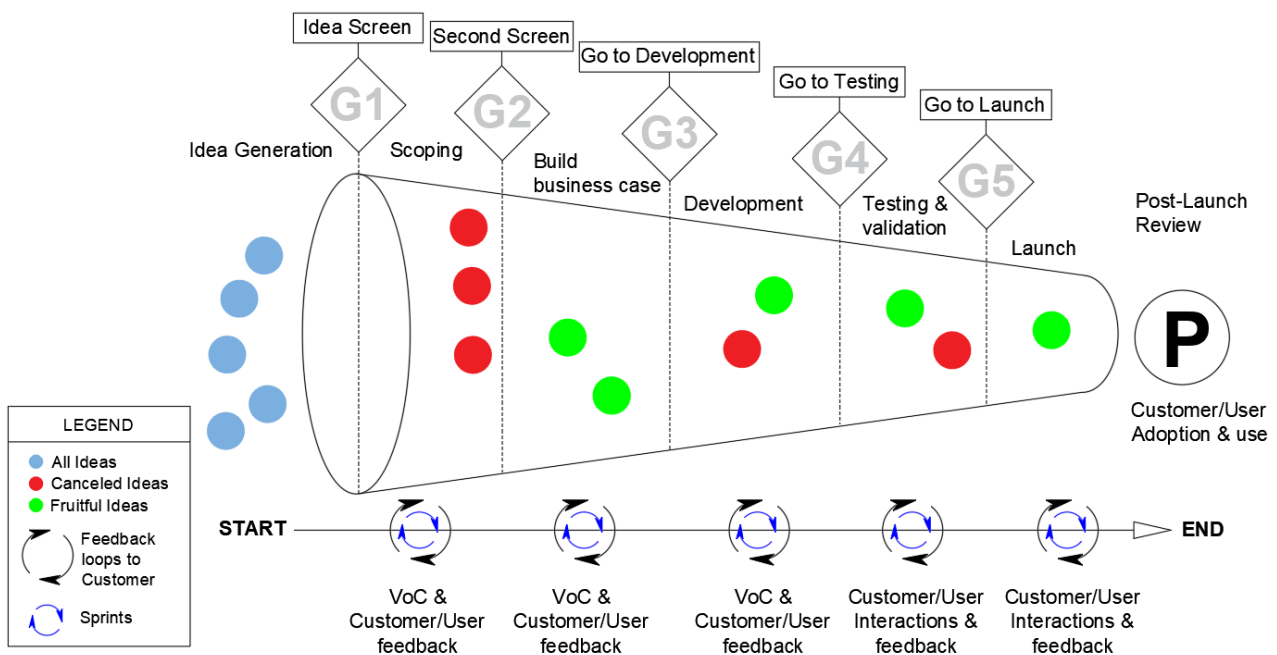 Idea Screen
Second Screen
Go to Development
Go to Testing
Go to Launch
G1
G2
G3
G4
G5
Idea Generation
Scoping
Build
business case
Development
Testing &
validation
Launch
Post-Launch
Review
P
Customer/User
Adoption & use
LEGEND
All Ideas
Canceled Ideas
Fruitful Ideas
Feedback
loops to
Customer
Sprints
START
END
VoC &
Customer/User
feedback
VoC &
Customer/User
feedback
VoC &
Customer/User
feedback
Customer/User
Interactions &
feedback
Customer/User
Interactions &
feedback